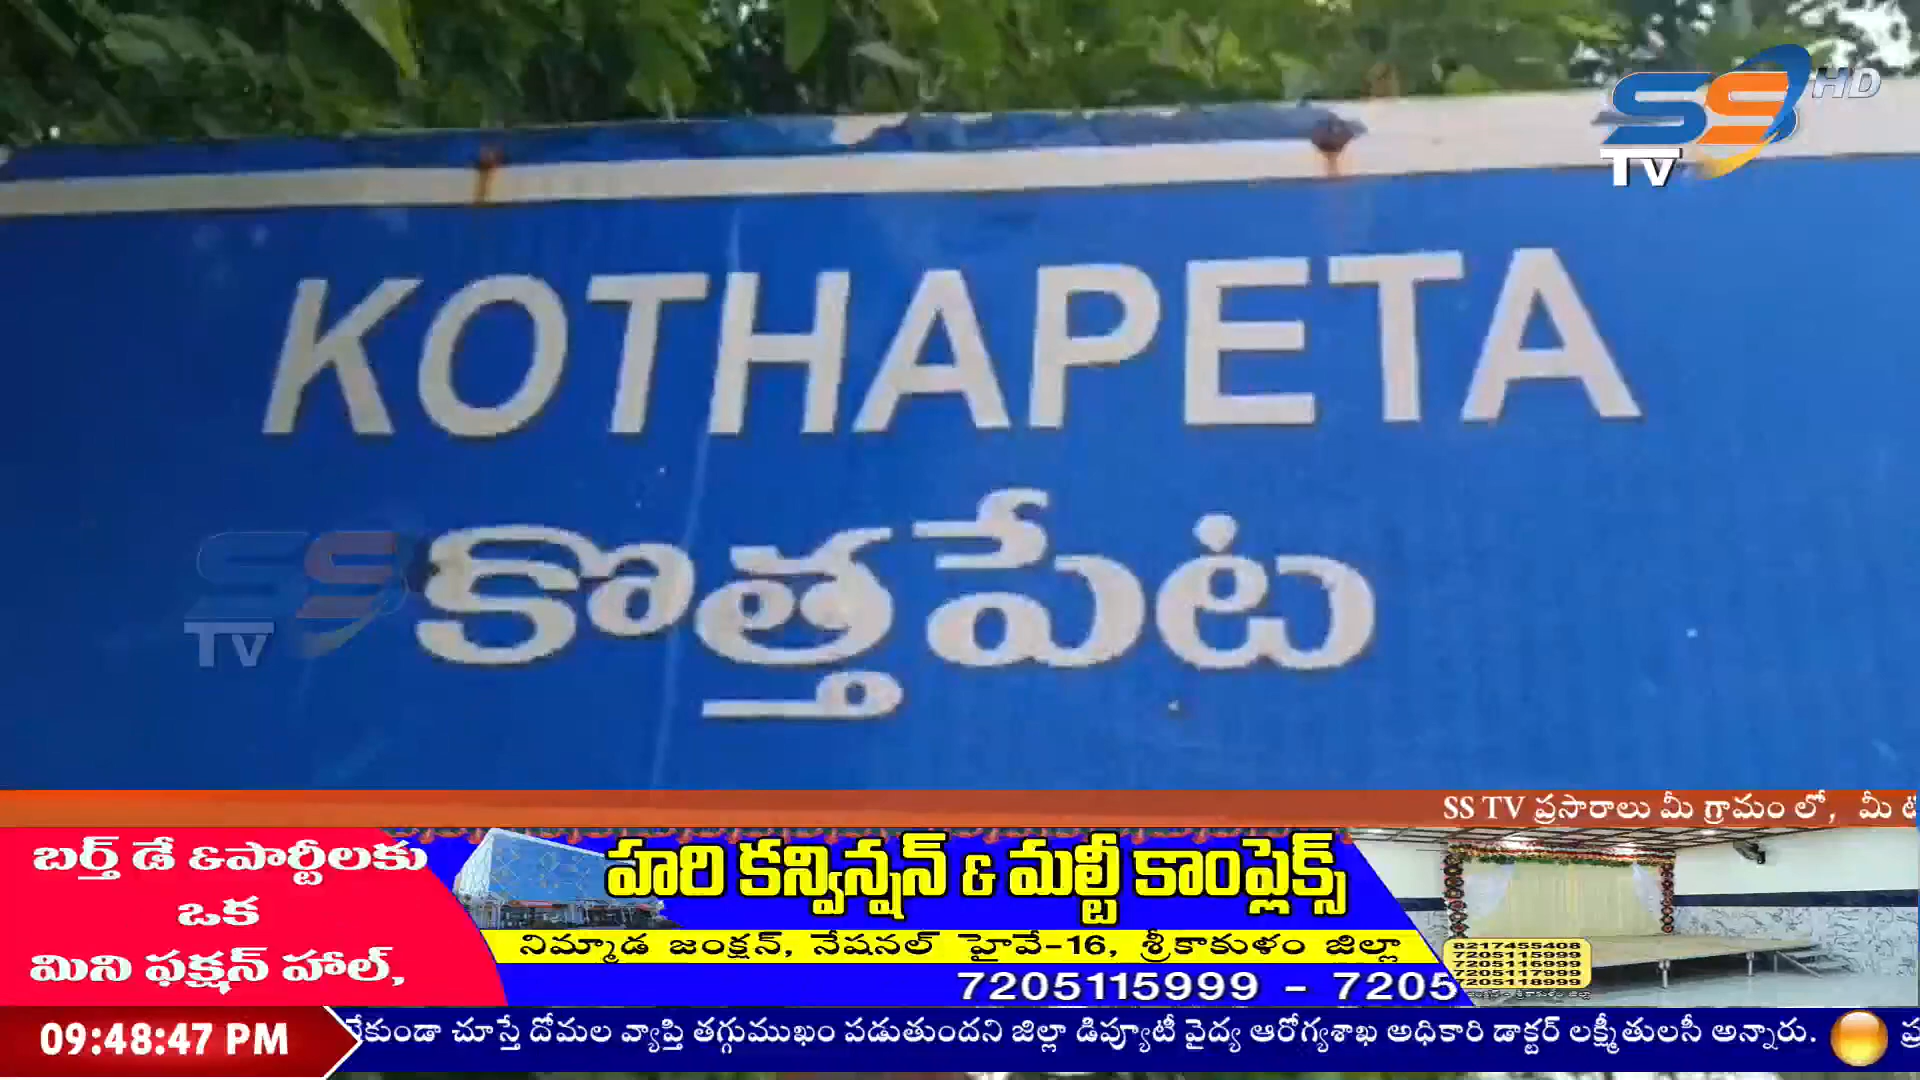 SS HD
TV
KOTHAPETA
కొత్తపేట
SS
TV
SS TV ప్రసారాలు మీ గ్రామం లో, మీ
బర్త్ డే &పార్టీలకు
ఒక
మిని ఫక్షన్ హాల్,
హరి కన్విన్షన్ & మల్టీ కాంప్లెక్స్
నిమ్మాడ జంక్షన్, నేషనల్ హైవే-16, శ్రీకాకుళం జిల్లా
7205115999 - 7205
8217455408
7205115999
7205116999
7205117999
7205118999
09:48:47 PM
కుండా చూస్తే దోమల వ్యాప్తి తగ్గుముఖం పడుతుందని జిల్లా డిప్యూటీ వైద్య ఆరోగ్యశాఖ అధికారి డాక్టర్ లక్ష్మీతులసీ అన్నారు.